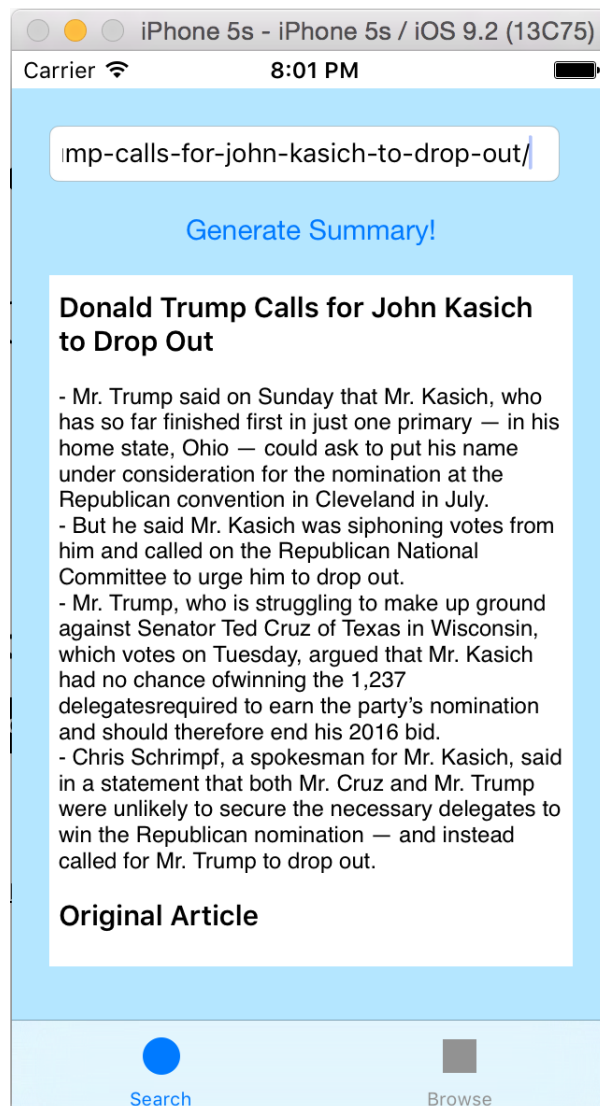 iPhone 5s - iPhone 5s / iOS 9.2 (13C75)
Carrier 8:01 PM
mp-calls-for-john-kasich-to-drop-out/
Generate Summary!
Donald Trump Calls for John Kasich
to Drop Out
- Mr. Trump said on Sunday that Mr. Kasich, who
has so far finished first in just one primary — in his
home state, Ohio — could ask to put his name
under consideration for the nomination at the
Republican convention in Cleveland in July.
- But he said Mr. Kasich was siphoning votes from
him and called on the Republican National
Committee to urge him to drop out.
- Mr. Trump, who is struggling to make up ground
against Senator Ted Cruz of Texas in Wisconsin,
which votes on Tuesday, argued that Mr. Kasich
had no chance ofwinning the 1,237
delegatesrequired to earn the party’s nomination
and should therefore end his 2016 bid.
- Chris Schrimpf, a spokesman for Mr. Kasich, said
in a statement that both Mr. Cruz and Mr. Trump
were unlikely to secure the necessary delegates to
win the Republican nomination — and instead
called for Mr. Trump to drop out.
Original Article
Search Browse